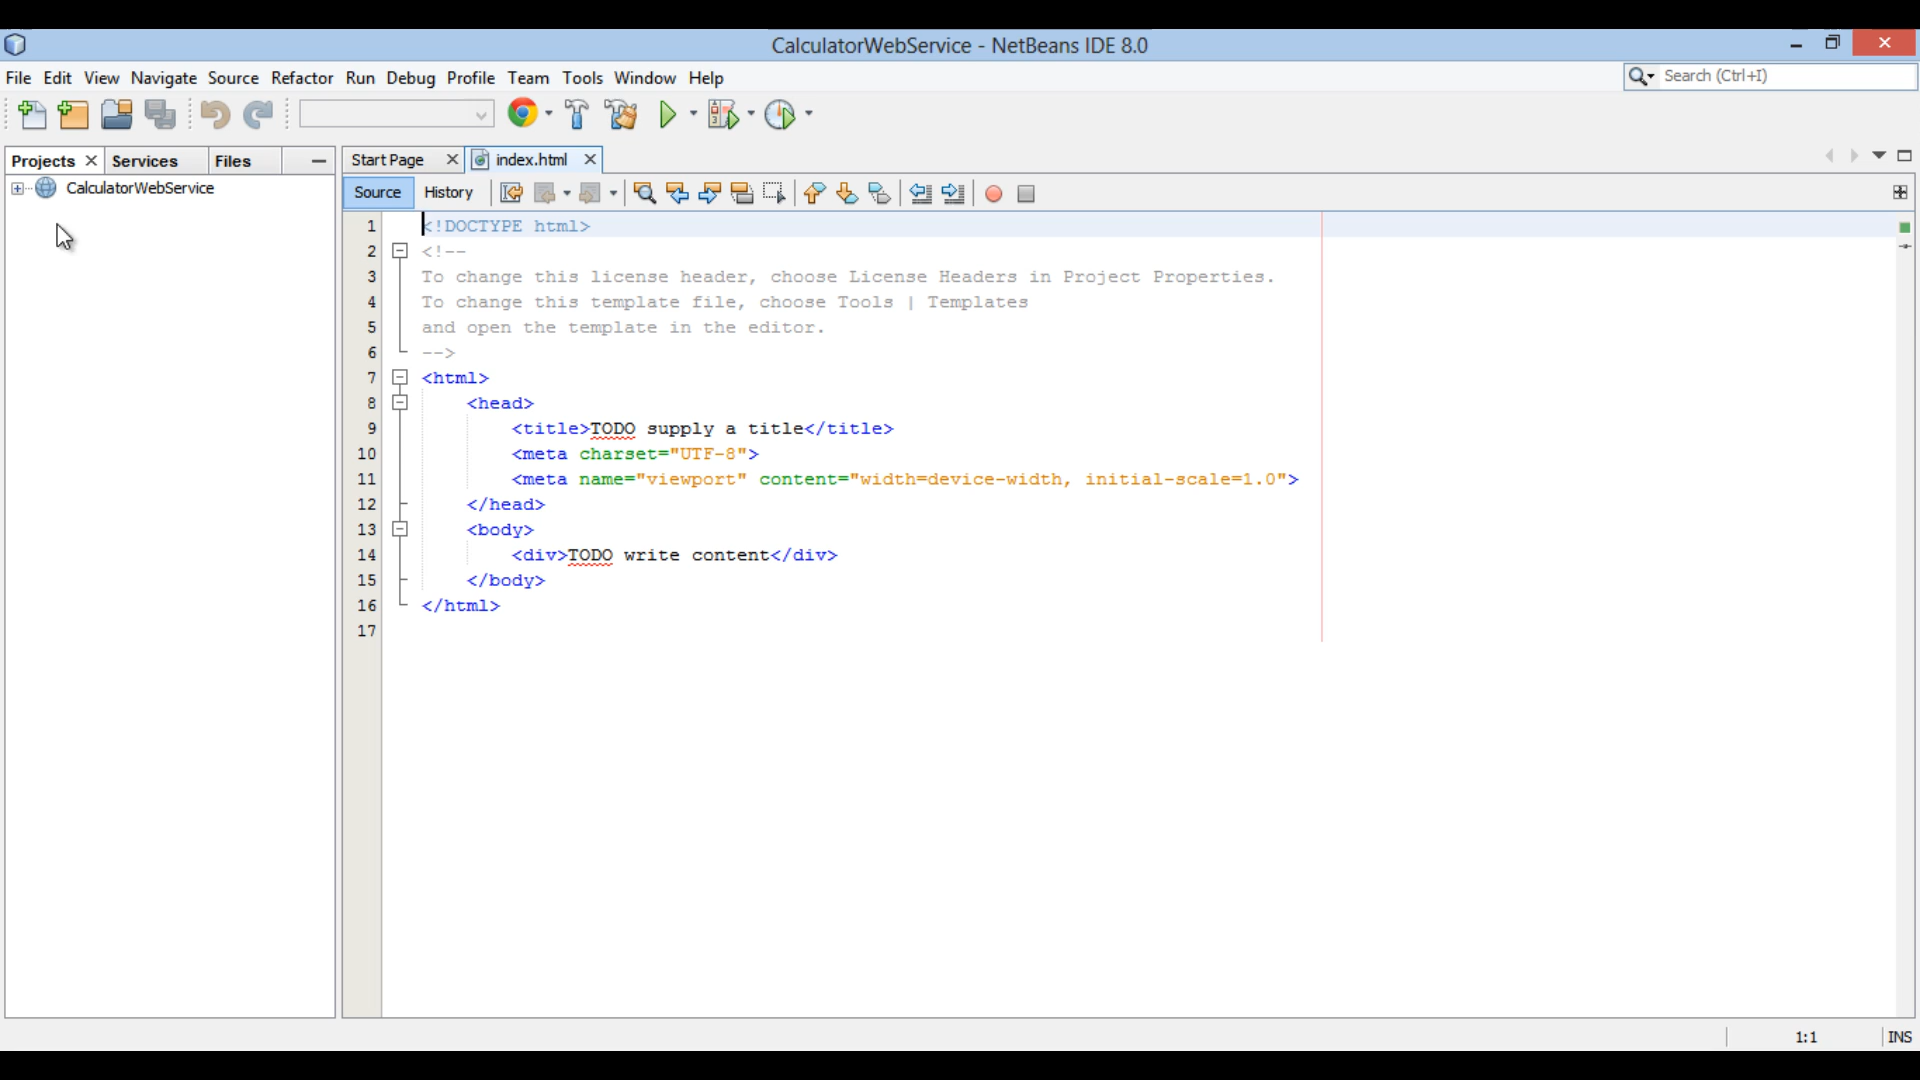 CalculatorWebService - NetBeans IDE 8.0
File Edit View Navigate Source Refactor Run Debug Profile Team Tools Window Help
Search (Ctrl+I)
Projects Services Files
Start Page index.html
CalculatorWebService
Source History
1 <!DOCTYPE html>
2 <!--
3 To change this license header, choose License Headers in Project Properties.
4 To change this template file, choose Tools | Templates
5 and open the template in the editor.
6 -->
7 <html>
8 <head>
9 <title>TODO supply a title</title>
10 <meta charset="UTF-8">
11 <meta name="viewport" content="width=device-width, initial-scale=1.0">
12 </head>
13 <body>
14 <div>TODO write content</div>
15 </body>
16 </html>
17
1:1 INS